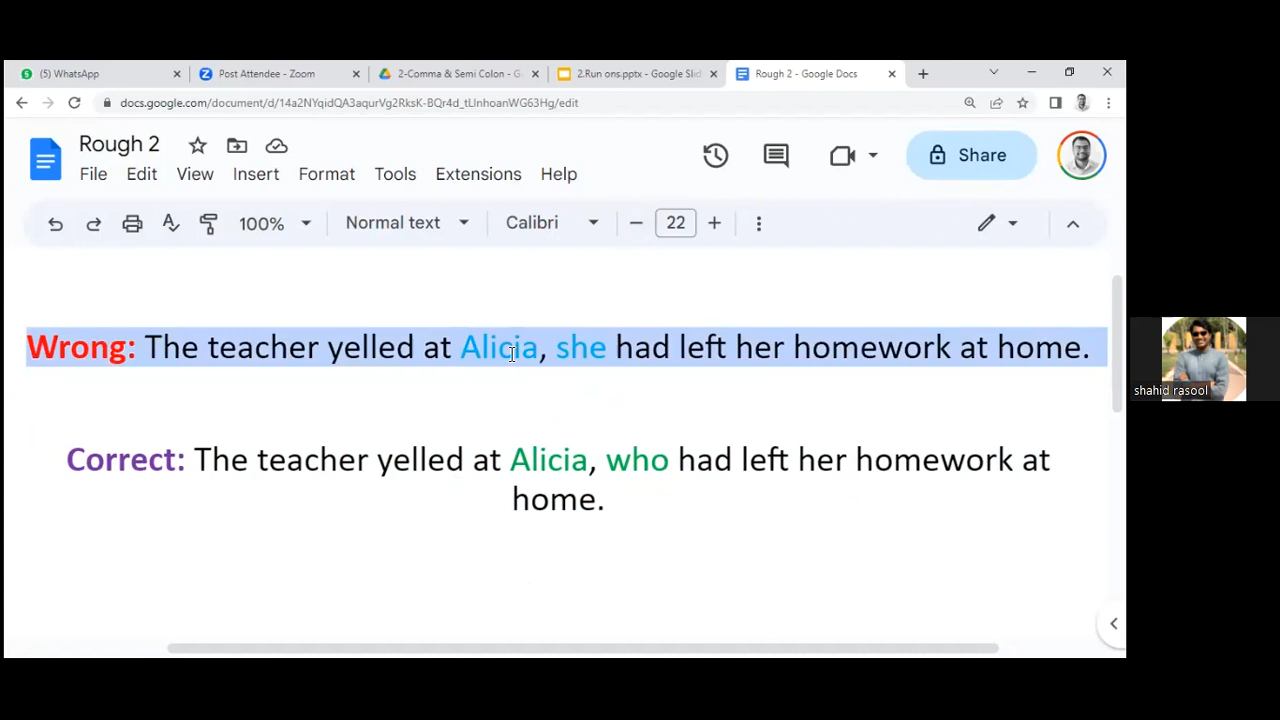 (5) WhatsApp
Post Attendee - Zoom
2-Comma & Semi Colon - G
2.Run ons.pptx - Google Slid
Rough 2 - Google Docs
docs.google.com/document/d/14a2NYqidQA3aqurVg2RksK-BQr4d_tLlnhoanWG63Hg/edit
Rough 2
Share
File Edit View Insert Format Tools Extensions Help
100% Normal text Calibri 22
Wrong: The teacher yelled at Alicia, she had left her homework at home.
shahid rasool
Correct: The teacher yelled at Alicia, who had left her homework at
home.